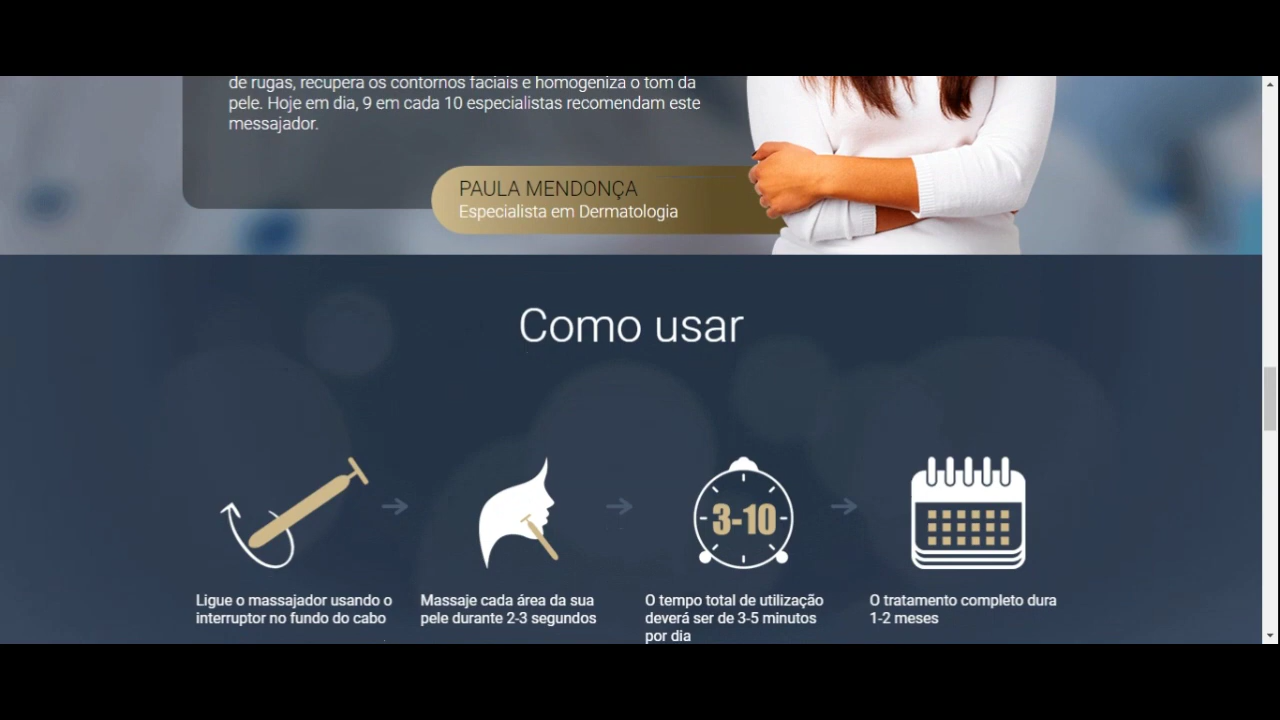 de rugas, recupera os contornos faciais e homogeniza o tom da
pele. Hoje em dia, 9 em cada 10 especialistas recomendam este
messajador.
PAULA MENDONÇA
Especialista em Dermatologia
Como usar
3-10
Ligue o massajador usando o
interruptor no fundo do cabo
Massaje cada área da sua
pele durante 2-3 segundos
O tempo total de utilização
deverá ser de 3-5 minutos
por dia
O tratamento completo dura
1-2 meses